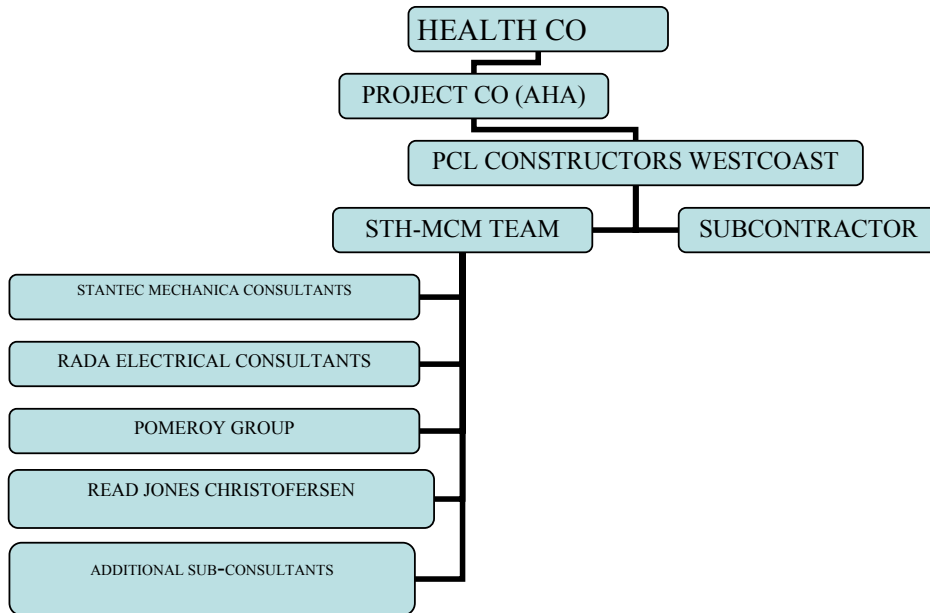 HEALTH CO
PROJECT CO (AHA)
PCL CONSTRUCTORS WESTCOAST
STH-MCM TEAM
SUBCONTRACTOR
STANTEC MECHANICA CONSULTANTS
RADA ELECTRICAL CONSULTANTS
POMEROY GROUP
READ JONES CHRISTOFERSEN
ADDITIONAL SUB-CONSULTANTS